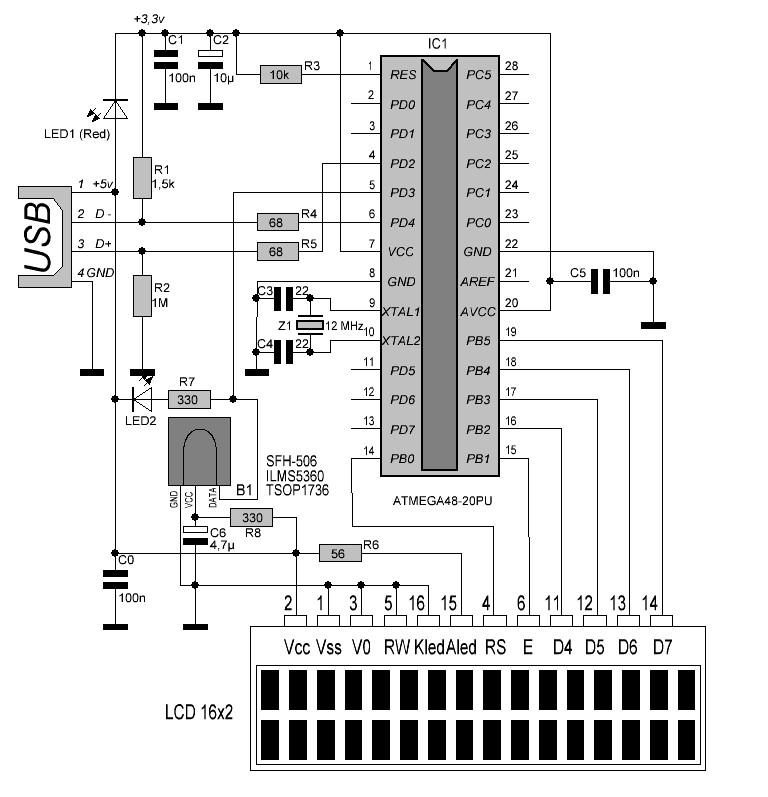 +3,3v
C1
C2
100n
10µ
R3
10k
IC1
LED1 (Red)
R1
1,5k
USB
1 +5v
2 D -
3 D+
4 GND
R4
68
R5
68
R2
1M
1 RES
2 PD0
3 PD1
4 PD2
5 PD3
6 PD4
7 VCC
8 GND
9 XTAL1
10 XTAL2
11 PD5
12 PD6
13 PD7
14 PB0
PC5 28
PC4 27
PC3 26
PC2 25
PC1 24
PC0 23
GND 22
AREF 21
AVCC 20
PB5 19
PB4 18
PB3 17
PB2 16
PB1 15
C5 100n
C3 22
Z1 12 MHz
C4 22
R7
330
LED2
SFH-506
ILMS5360
TSOP1736
B1
GND
VCC
DATA
ATMEGA48-20PU
330
R8
C6
4,7µ
R6
56
C0
100n
2 1 3 5 16 15 4 6 11 12 13 14
Vcc Vss V0 RW Kled Aled RS E D4 D5 D6 D7
LCD 16x2